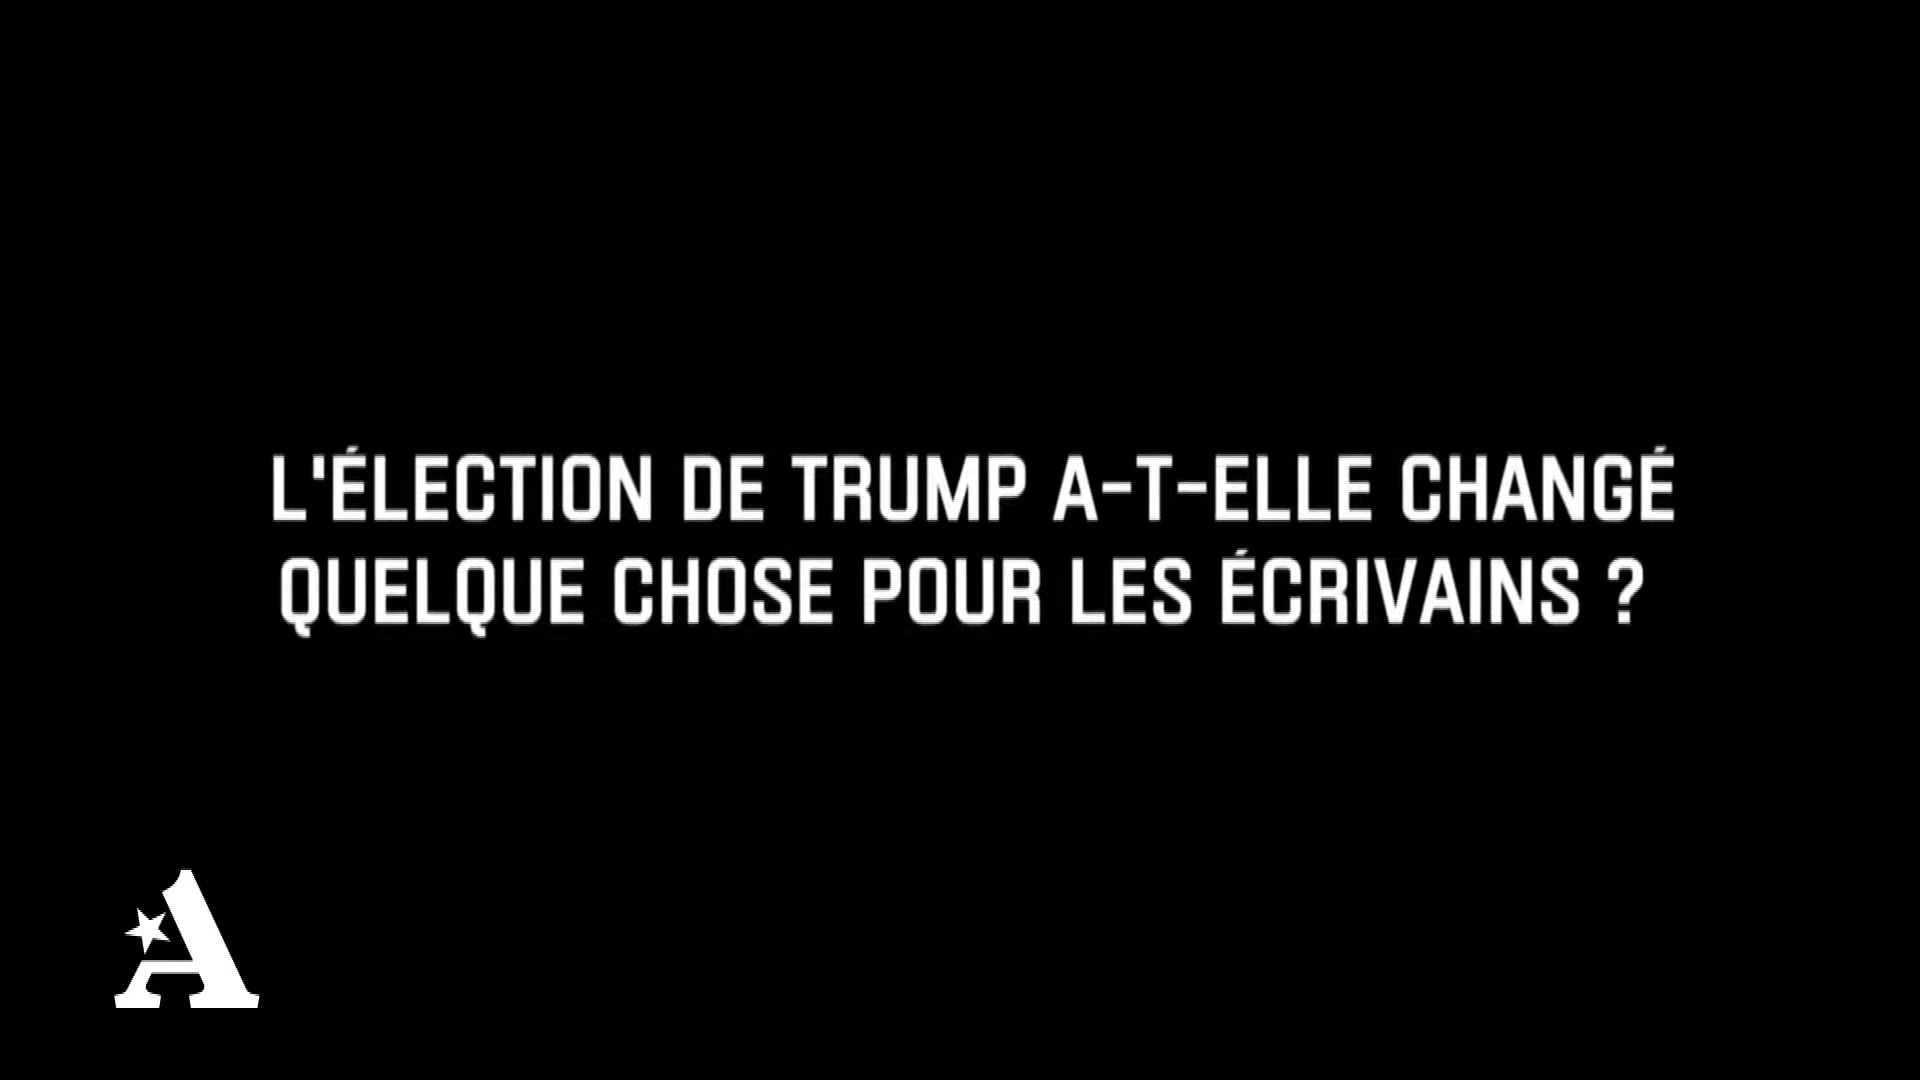 L'ÉLECTION DE TRUMP A-T-ELLE CHANGÉ
QUELQUE CHOSE POUR LES ÉCRIVAINS ?
A